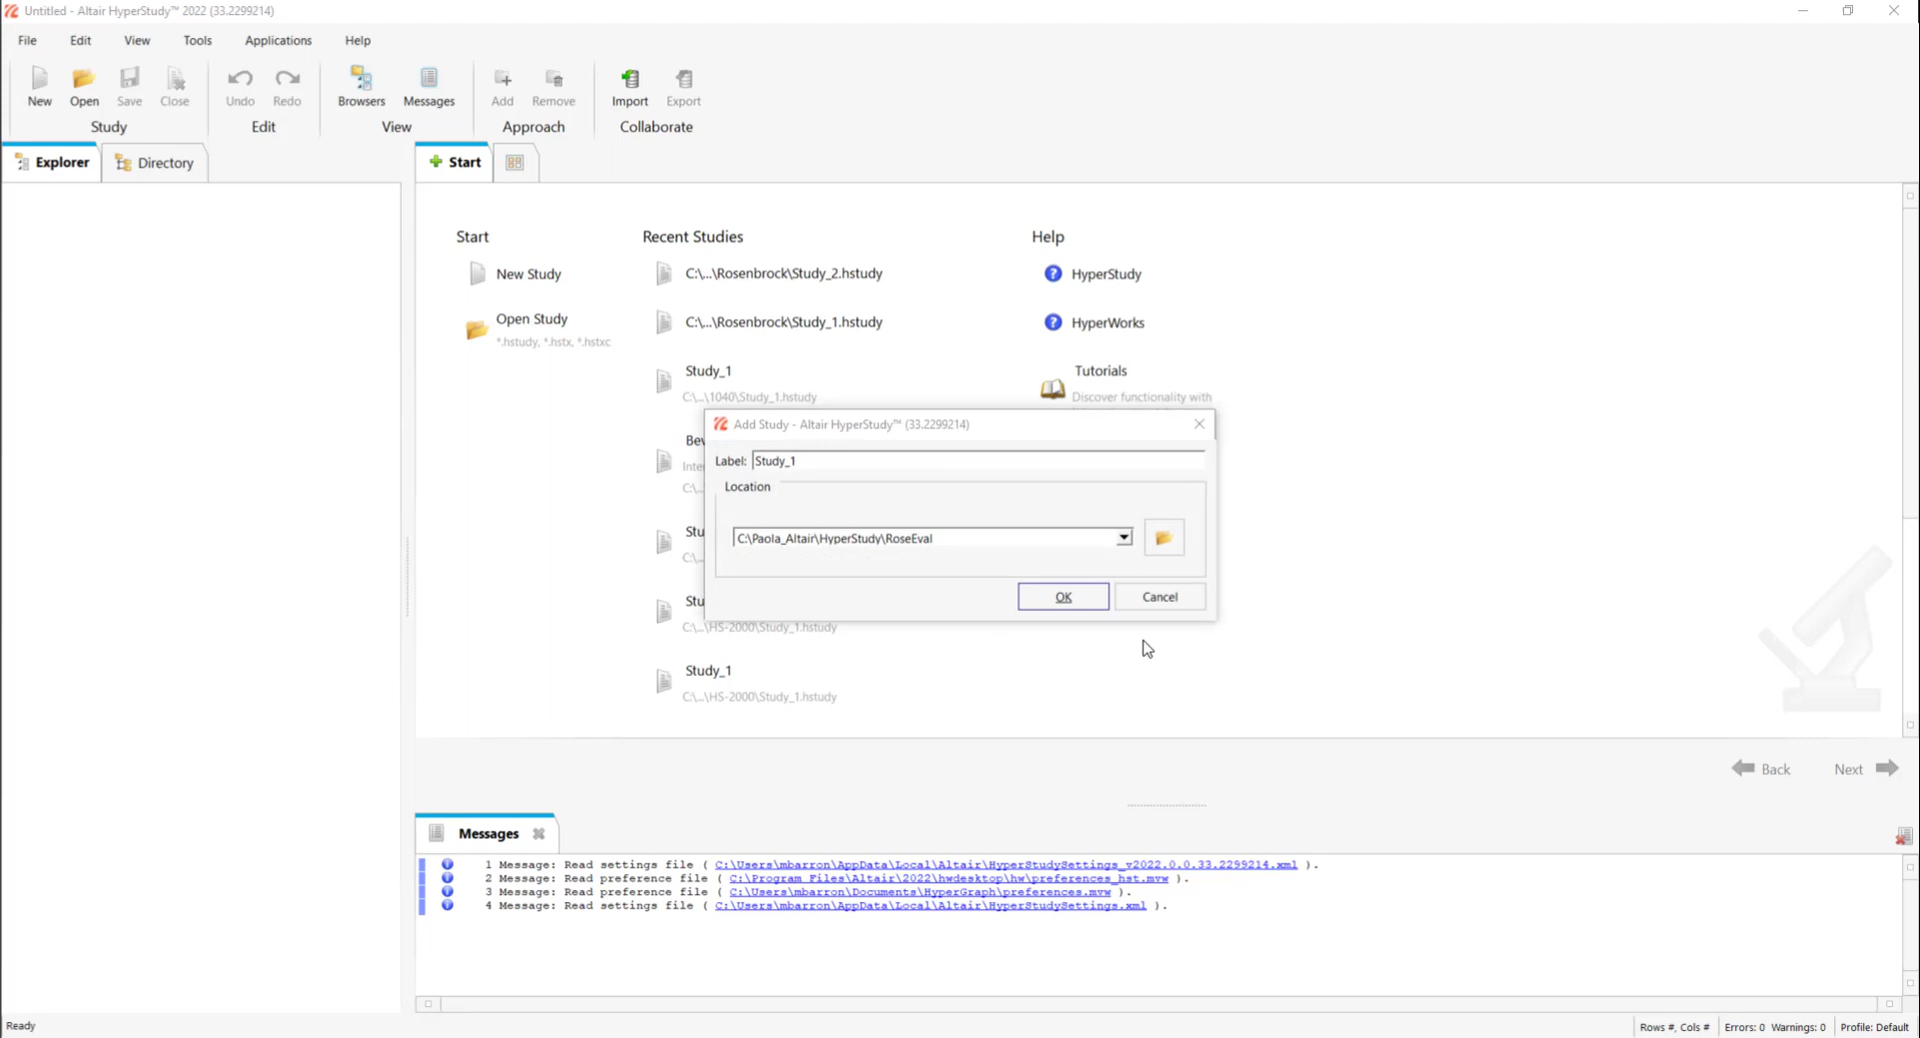 Untitled - Altair HyperStudy™ 2022 (33.2299214)
File Edit View Tools Applications Help
New Open Save Close Undo Redo Browsers Messages Add Remove Import Export
Study Edit View Approach Collaborate
Explorer Directory Start
Start Recent Studies Help
New Study C:\...\Rosenbrock\Study_2.hstudy HyperStudy
Open Study C:\...\Rosenbrock\Study_1.hstudy HyperWorks
*.hstudy, *.hstx, *.hstxc
Study_1 Tutorials
C:\...\1040\Study_1.hstudy Discover functionality with
Add Study - Altair HyperStudy™ (33.2299214)
Label: Study_1
Location
C:\Paola_Altair\HyperStudy\RoseEval
OK Cancel
Bev
Inte
C:\..
Stu
C:\..
Stu
C:\...\HS-2000\Study_1.hstudy
Study_1
C:\...\HS-2000\Study_1.hstudy
Back Next
Messages
1 Message: Read settings file ( C:\Users\mbarron\AppData\Local\Altair\HyperStudySettings_v2022.0.0.33.2299214.xml ).
2 Message: Read preference file ( C:\Program Files\Altair\2022\hwdesktop\hw\preferences_hst.mvw ).
3 Message: Read preference file ( C:\Users\mbarron\Documents\HyperGraph\preferences.mvw ).
4 Message: Read settings file ( C:\Users\mbarron\AppData\Local\Altair\HyperStudySettings.xml ).
Ready Rows #, Cols # Errors: 0 Warnings: 0 Profile: Default